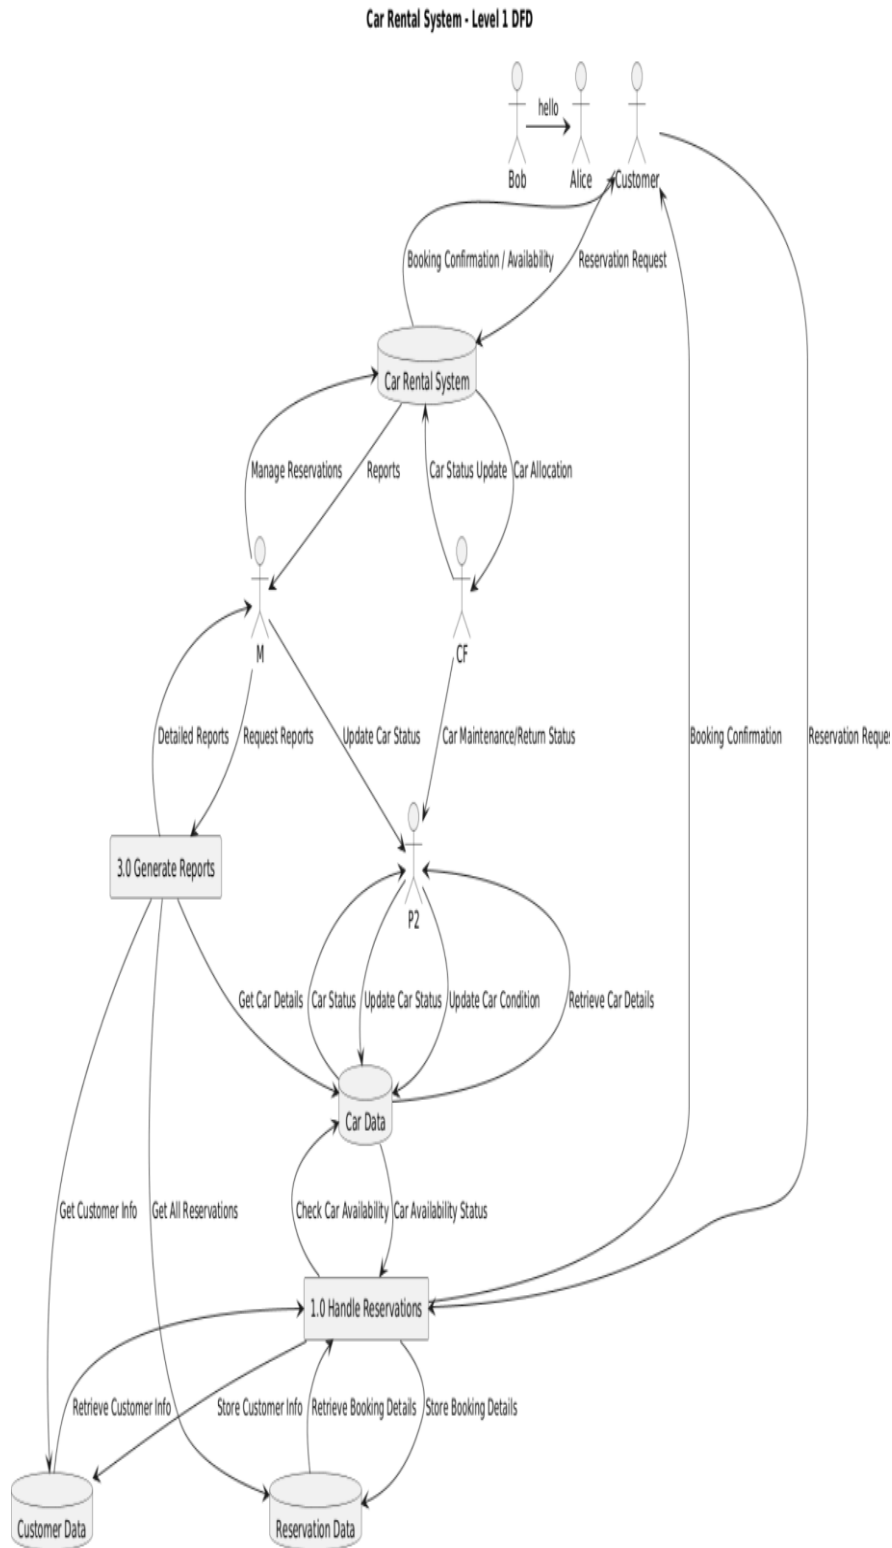 Car Rental System - Level 1 DFD
hello
Bob
Alice
Customer
Booking Confirmation / Availability
Reservation Request
Car Rental System
Manage Reservations
Reports
Car Status Update
Car Allocation
M
CF
Detailed Reports
Request Reports
Update Car Status
Car Maintenance/Return Status
Booking Confirmation
Reservation Reques
3.0 Generate Reports
P2
Get Car Details
Car Status
Update Car Status
Update Car Condition
Retrieve Car Details
Car Data
Get Customer Info
Get All Reservations
Check Car Availability
Car Availability Status
1.0 Handle Reservations
Retrieve Customer Info
Store Customer Info
Retrieve Booking Details
Store Booking Details
Customer Data
Reservation Data